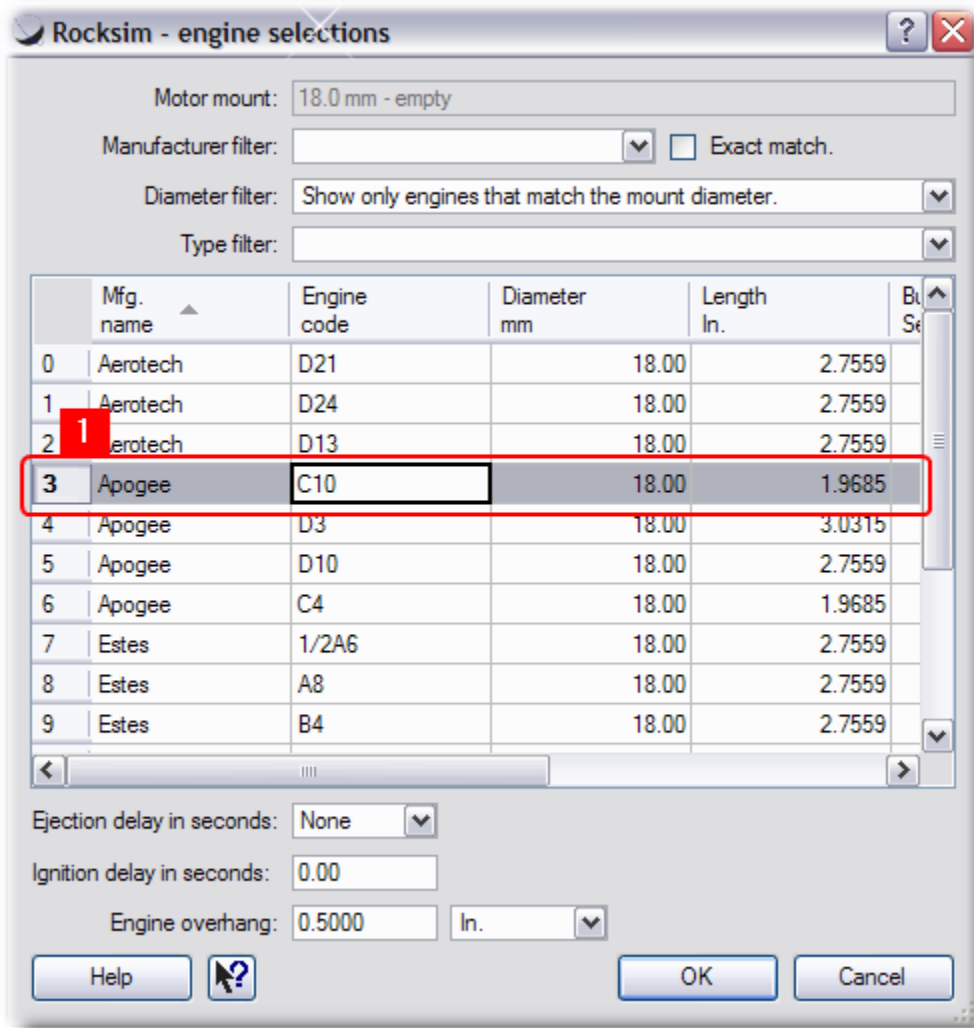 Rocksim - engine selections
Motor mount: 18.0 mm - empty
Manufacturer filter: Exact match.
Diameter filter: Show only engines that match the mount diameter.
Type filter:
Mfg. name Engine code Diameter mm Length In.
0 Aerotech D21 18.00 2.7559
1 Aerotech D24 18.00 2.7559
1
2 Aerotech D13 18.00 2.7559
3 Apogee C10 18.00 1.9685
4 Apogee D3 18.00 3.0315
5 Apogee D10 18.00 2.7559
6 Apogee C4 18.00 1.9685
7 Estes 1/2A6 18.00 2.7559
8 Estes A8 18.00 2.7559
9 Estes B4 18.00 2.7559
Ejection delay in seconds: None
Ignition delay in seconds: 0.00
Engine overhang: 0.5000 In.
Help OK Cancel